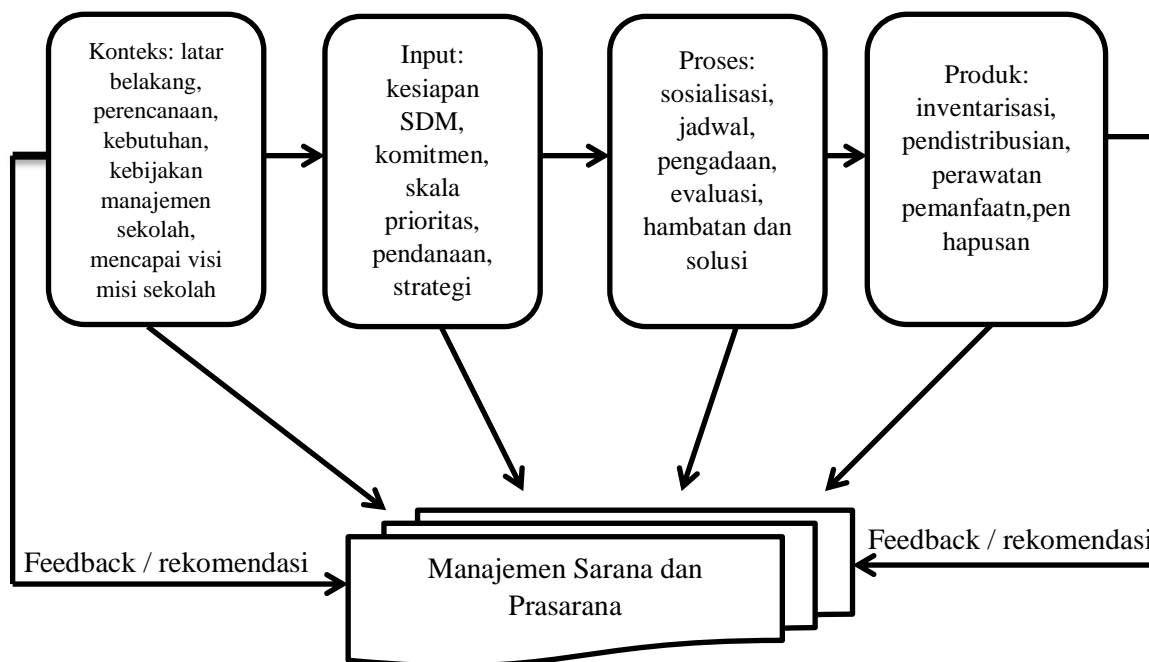 Konteks: latar
belakang,
perencanaan,
kebutuhan,
kebijakan
manajemen
sekolah,
mencapai visi
misi sekolah
Input:
kesiapan
SDM,
komitmen,
skala
prioritas,
pendanaan,
strategi
Proses:
sosialisasi,
jadwal,
pengadaan,
evaluasi,
hambatan dan
solusi
Produk:
inventarisasi,
pendistribusian,
perawatan
pemanfaatn,pen
hapusan
Feedback / rekomendasi
Manajemen Sarana dan
Prasarana
Feedback / rekomendasi